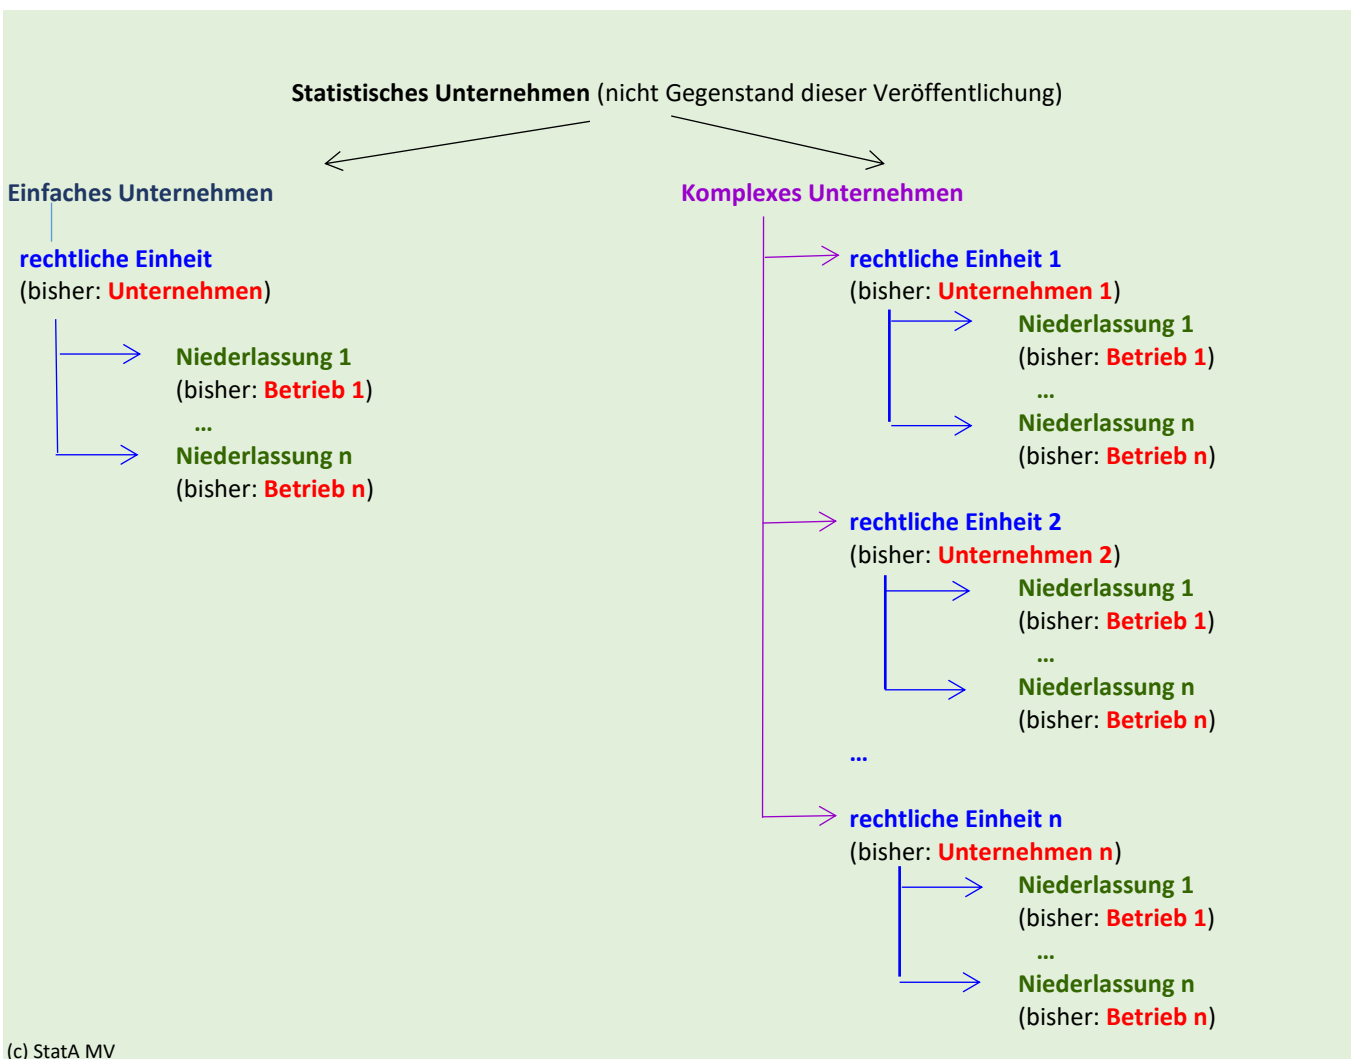 Statistisches Unternehmen (nicht Gegenstand dieser Veröffentlichung)
Einfaches Unternehmen
rechtliche Einheit
(bisher: Unternehmen)
Niederlassung 1
(bisher: Betrieb 1)
...
Niederlassung n
(bisher: Betrieb n)
Komplexes Unternehmen
rechtliche Einheit 1
(bisher: Unternehmen 1)
Niederlassung 1
(bisher: Betrieb 1)
...
Niederlassung n
(bisher: Betrieb n)
rechtliche Einheit 2
(bisher: Unternehmen 2)
Niederlassung 1
(bisher: Betrieb 1)
...
Niederlassung n
(bisher: Betrieb n)
...
rechtliche Einheit n
(bisher: Unternehmen n)
Niederlassung 1
(bisher: Betrieb 1)
...
Niederlassung n
(bisher: Betrieb n)
(c) StatA MV